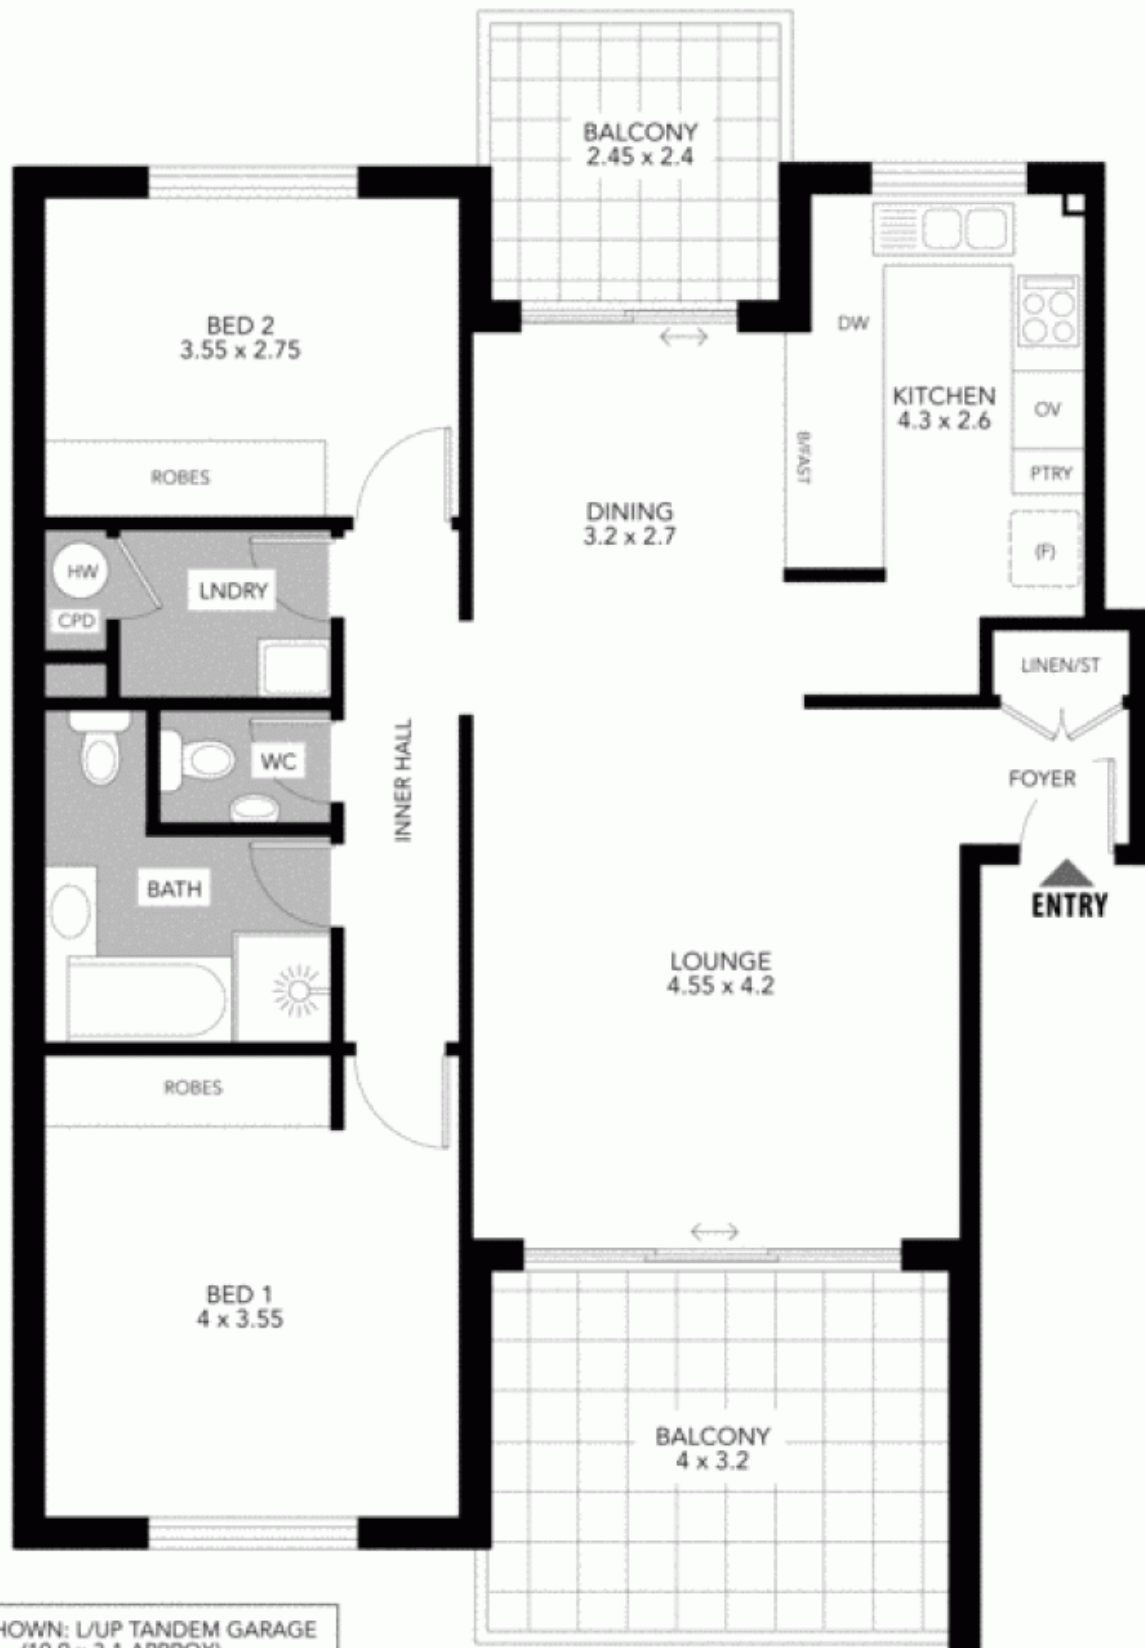 BALCONY
2.45 x 2.4
BED 2
3.55 x 2.75
DW
KITCHEN
4.3 x 2.6
OV
B/FAST
ROBES
PTRY
DINING
3.2 x 2.7
(F)
HW
LNDRY
CPD
LINEN/ST
INNER HALL
WC
FOYER
BATH
ENTRY
LOUNGE
4.55 x 4.2
ROBES
BED 1
4 x 3.55
BALCONY
4 x 3.2
HOWN: L/UP TANDEM GARAGE
APPROX)